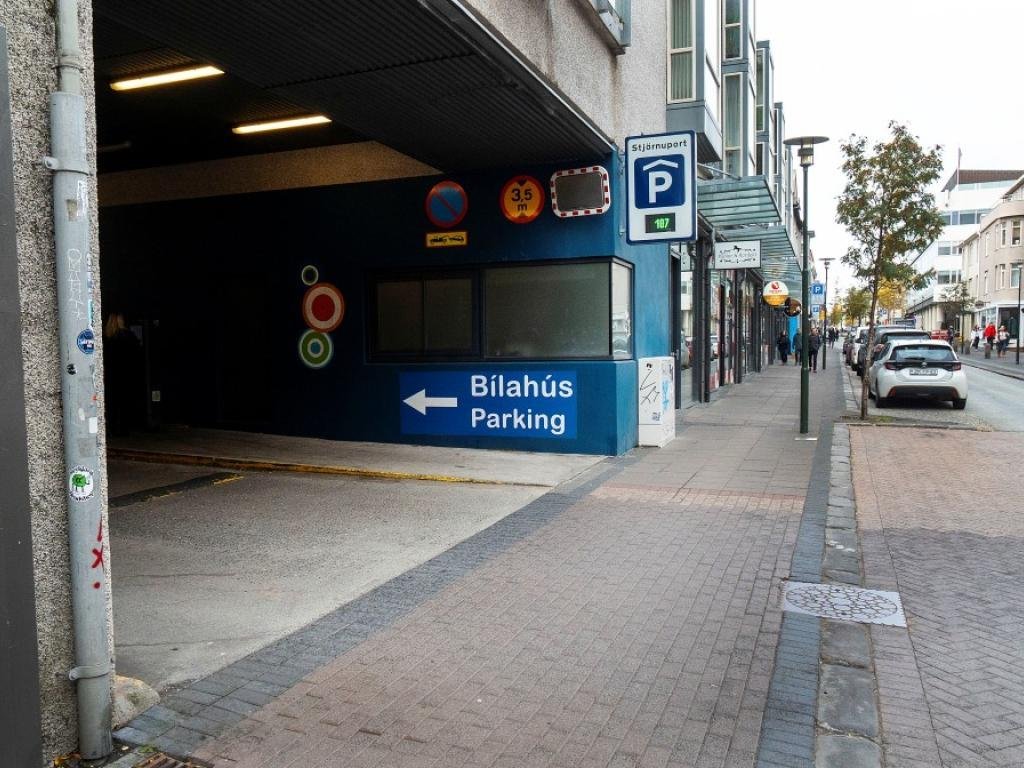 Stjörnuport
P
107
3,5
m
Bílahús
Parking
P